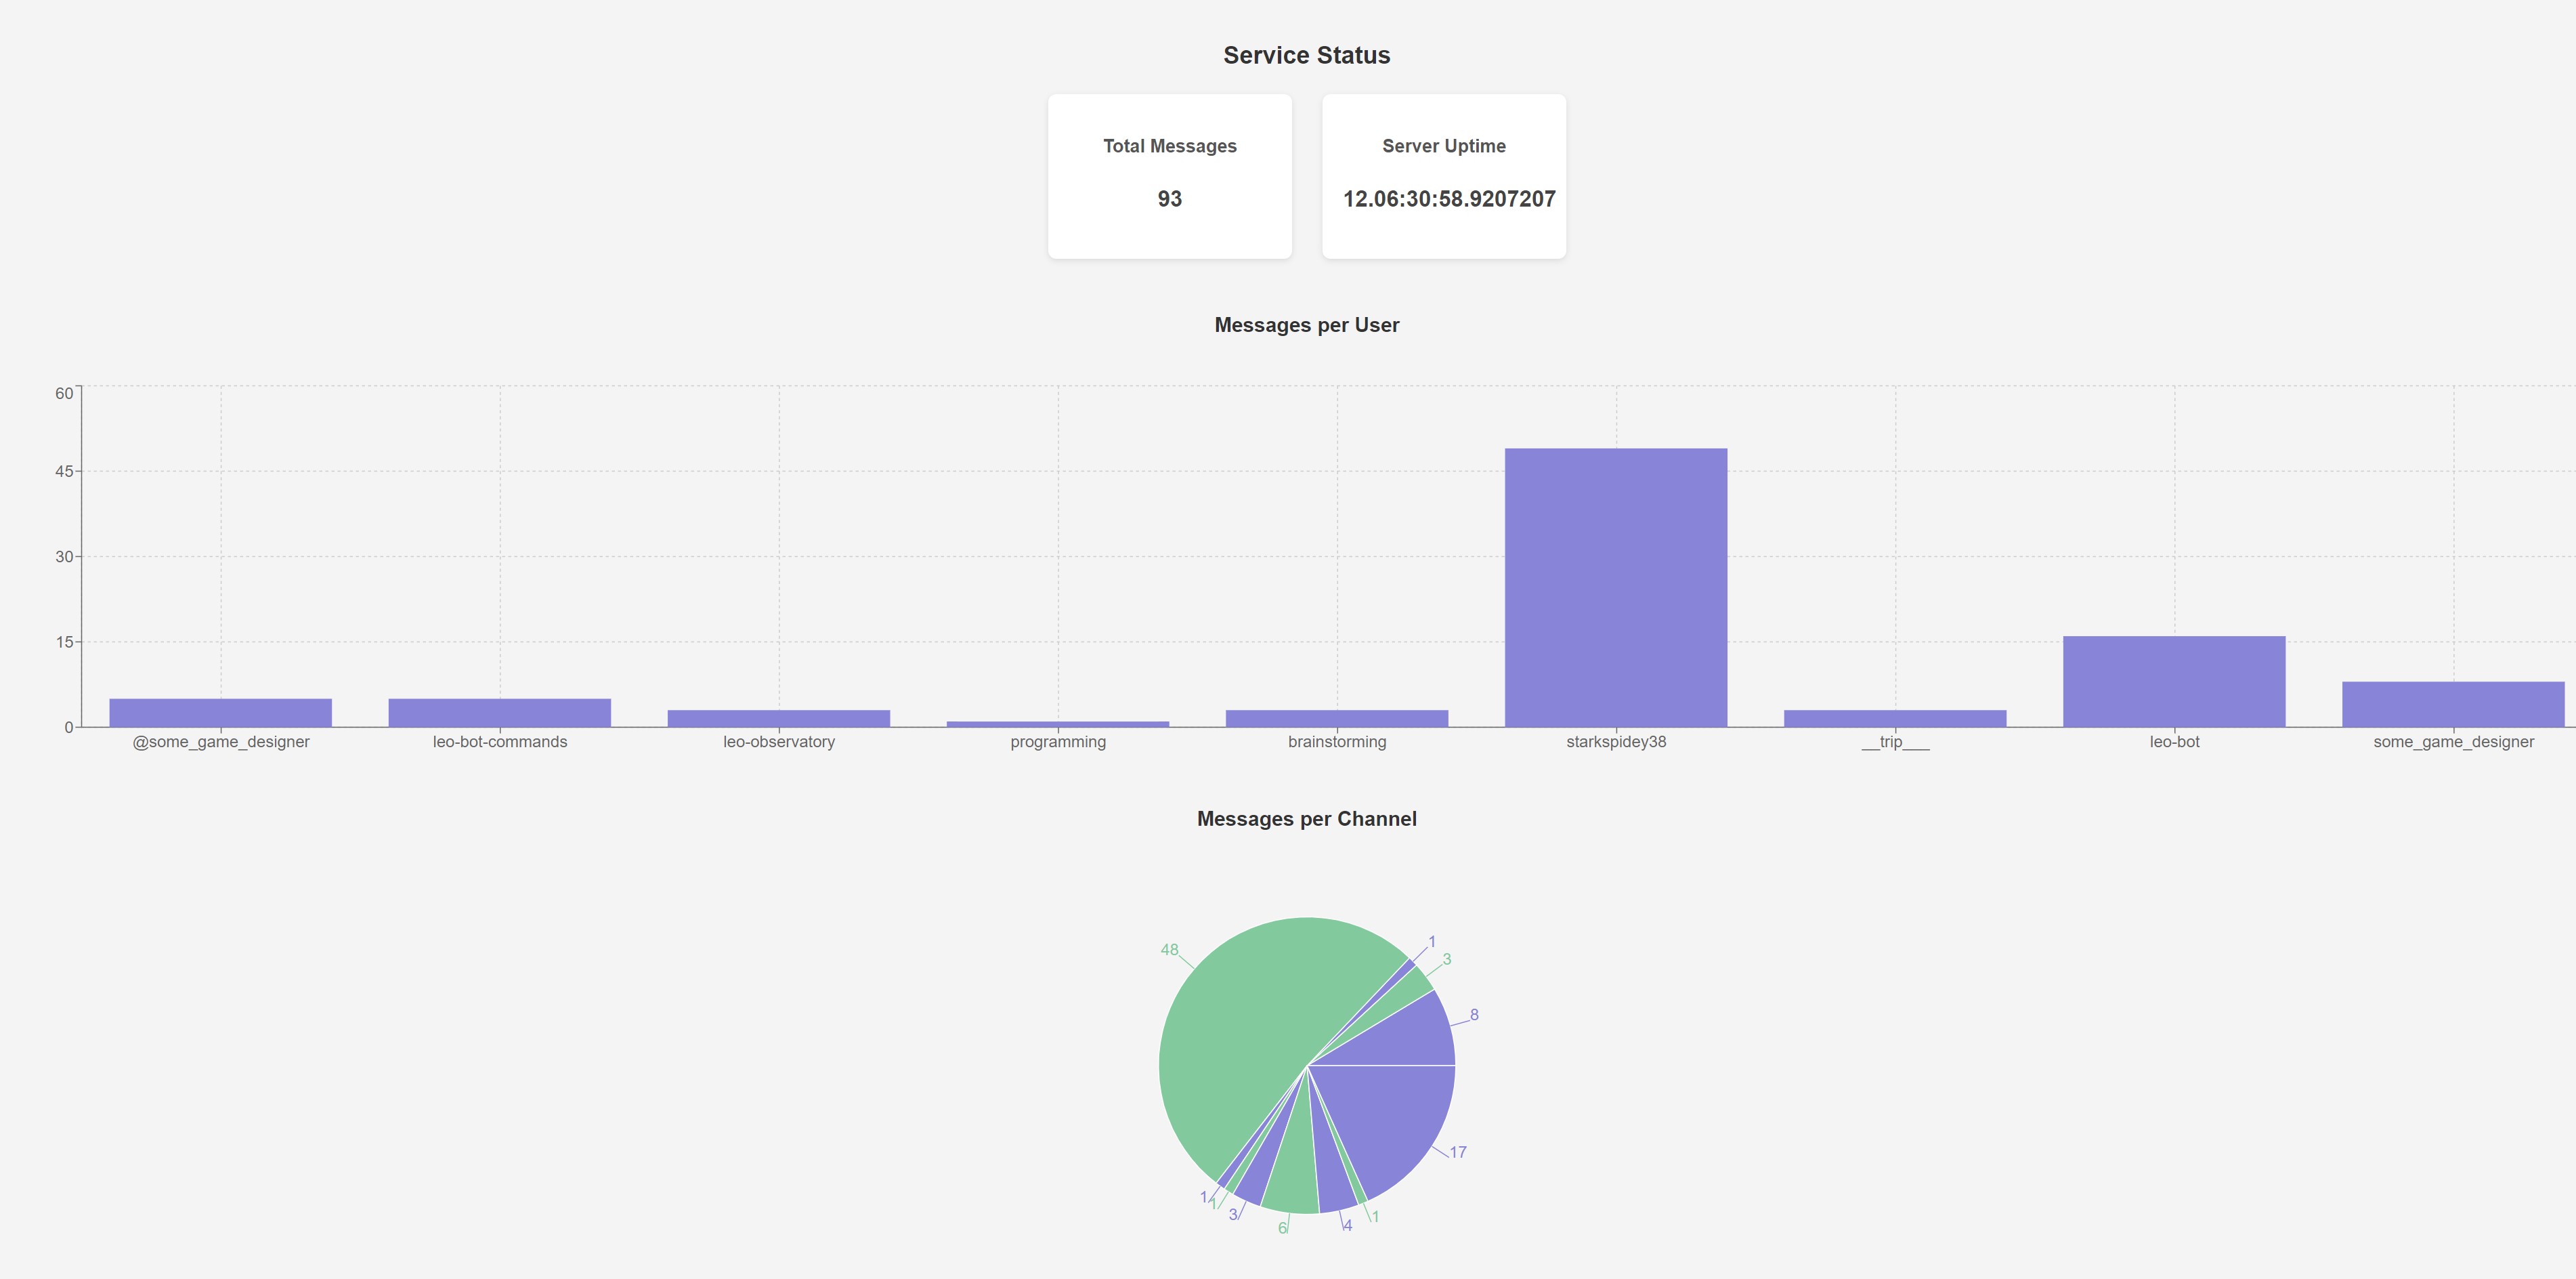 Service Status
Total Messages
93
Server Uptime
12.06:30:58.9207207
Messages per User
60
45
30
15
0
@some_game_designer
leo-bot-commands
leo-observatory
programming
brainstorming
starkspidey38
__trip___
leo-bot
some_game_designer
Messages per Channel
48
1
3
8
17
1
4
6
3
1
1